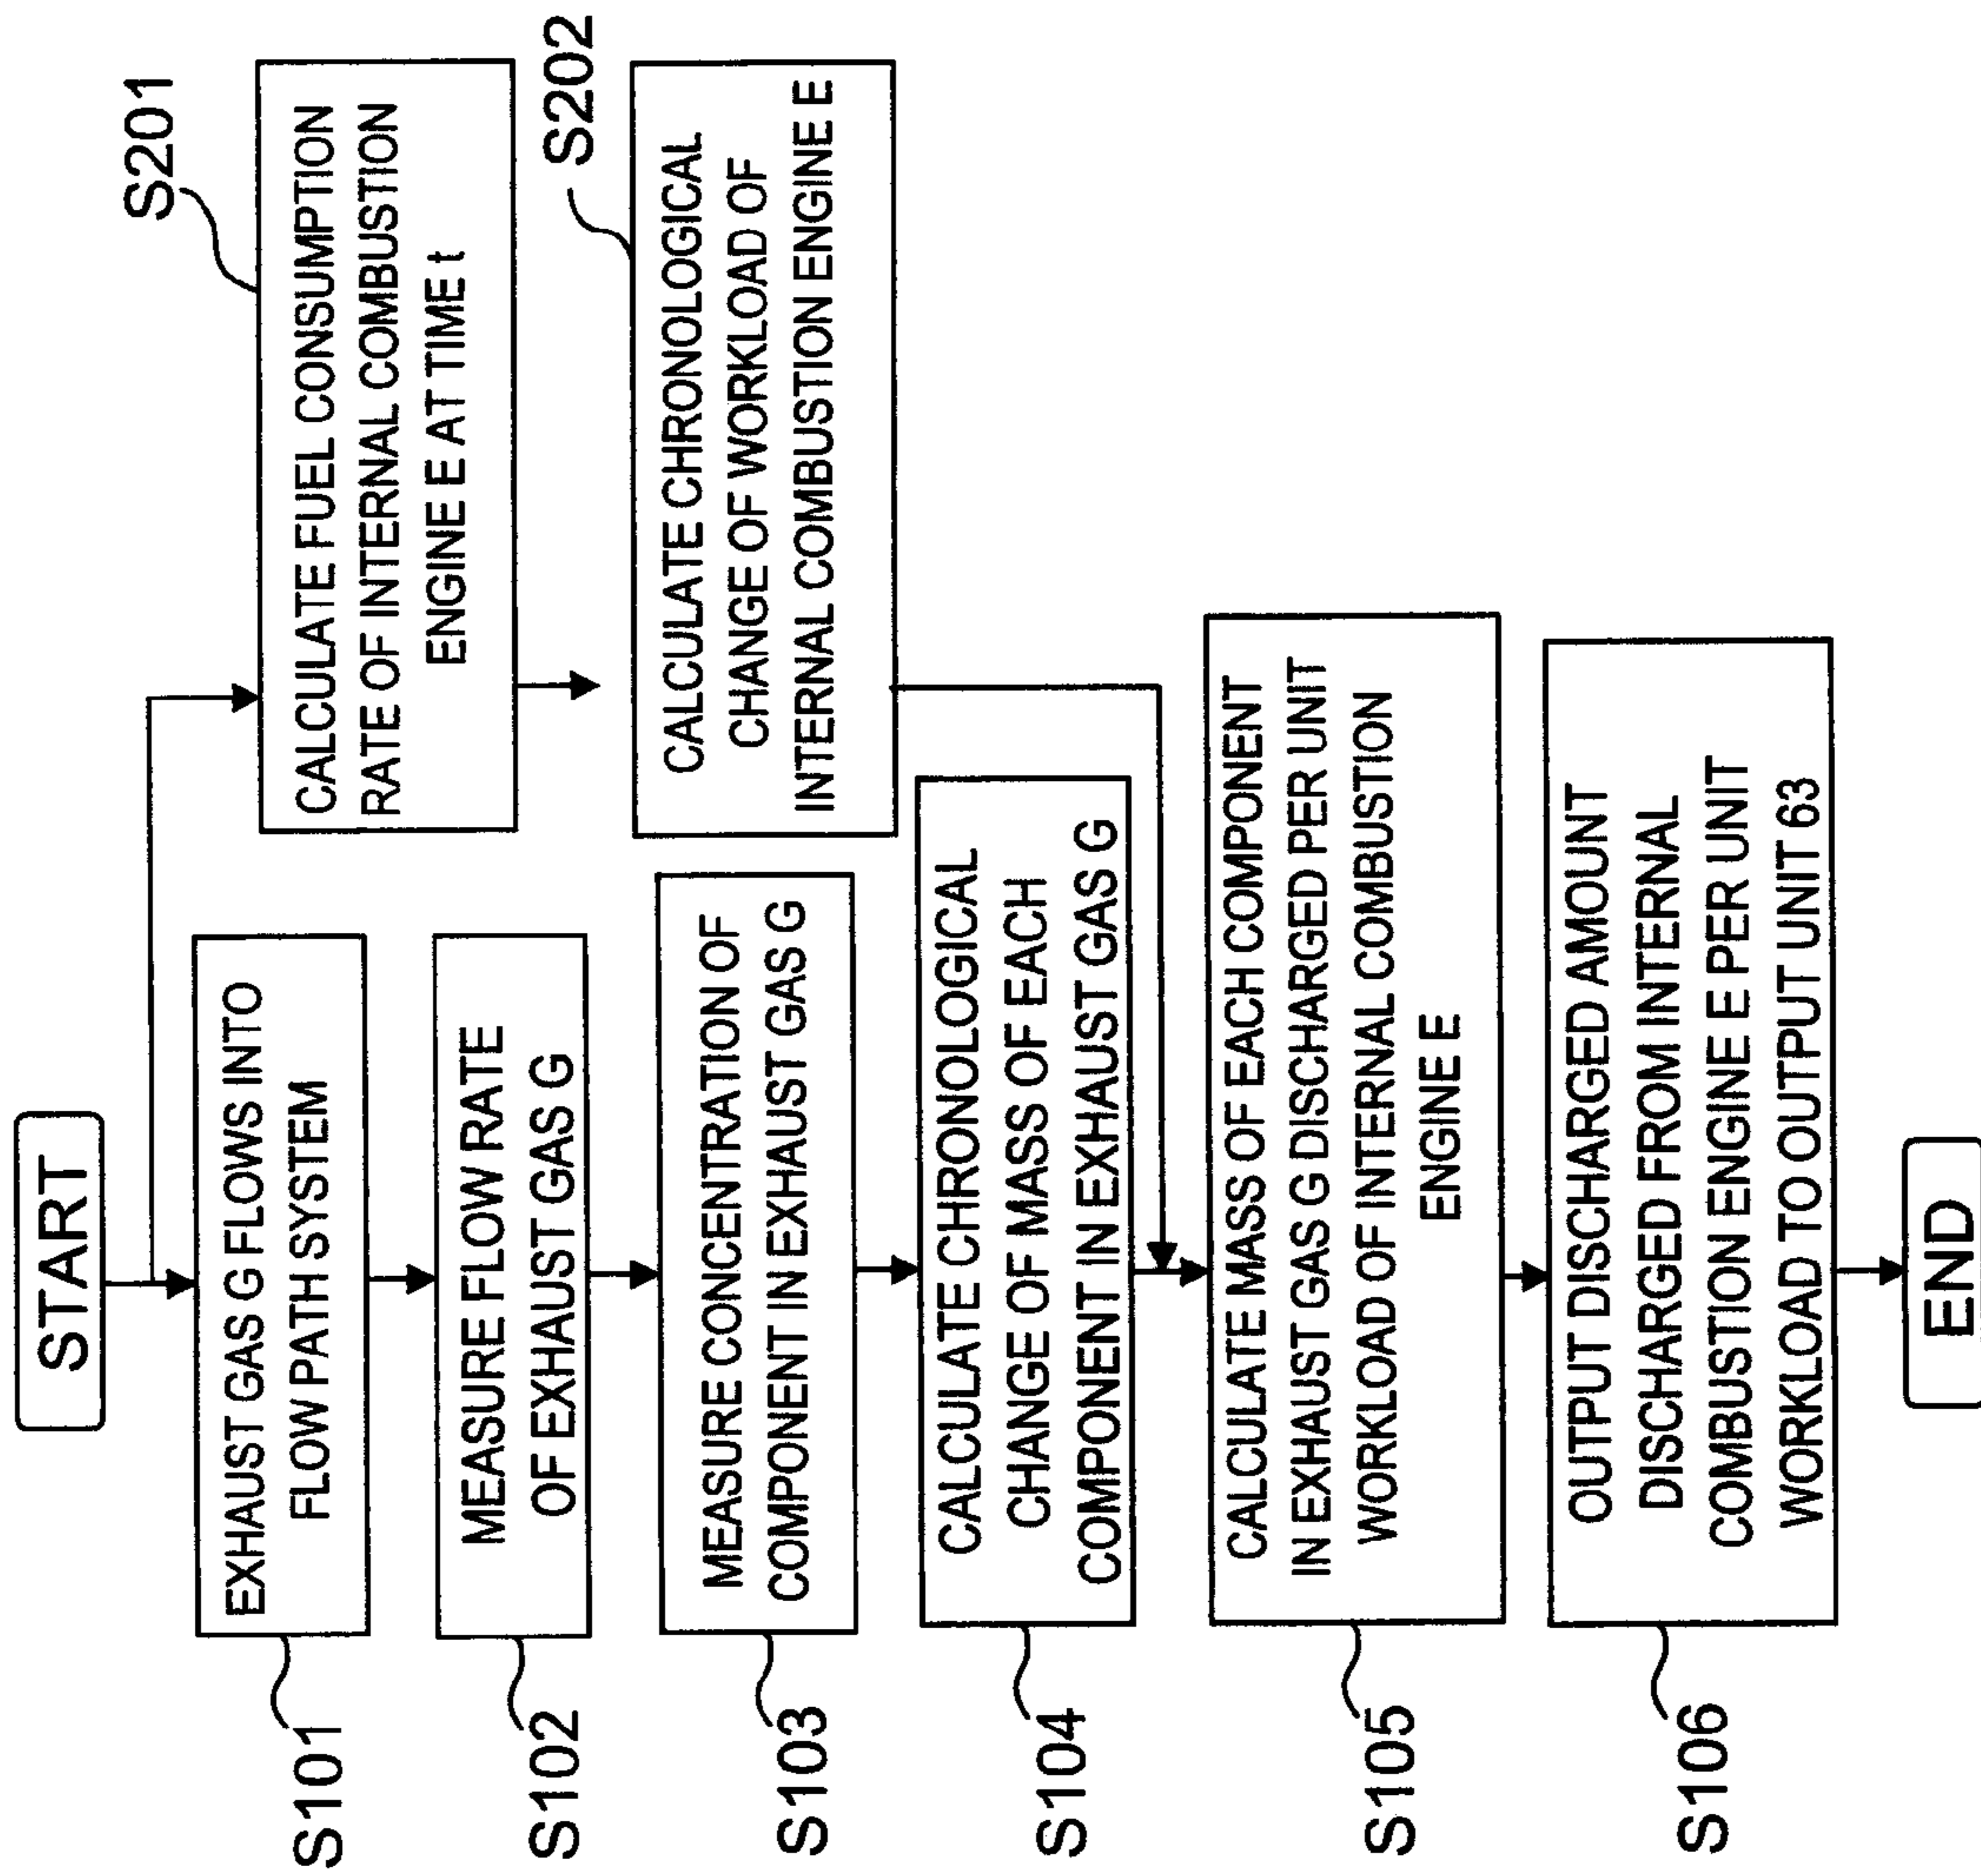 START
S101
EXHAUST GAS G FLOWS INTO
FLOW PATH SYSTEM
S102
MEASURE FLOW RATE
OF EXHAUST GAS G
S103
MEASURE CONCENTRATION OF
COMPONENT IN EXHAUST GAS G
S104
CALCULATE CHRONOLOGICAL
CHANGE OF MASS OF EACH
COMPONENT IN EXHAUST GAS G
S201
CALCULATE FUEL CONSUMPTION
RATE OF INTERNAL COMBUSTION
ENGINE E AT TIME t
S202
CALCULATE CHRONOLOGICAL
CHANGE OF WORKLOAD OF
INTERNAL COMBUSTION ENGINE E
S105
CALCULATE MASS OF EACH COMPONENT
IN EXHAUST GAS G DISCHARGED PER UNIT
WORKLOAD OF INTERNAL COMBUSTION
ENGINE E
S106
OUTPUT DISCHARGED AMOUNT
DISCHARGED FROM INTERNAL
COMBUSTION ENGINE E PER UNIT
WORKLOAD TO OUTPUT UNIT 63
END